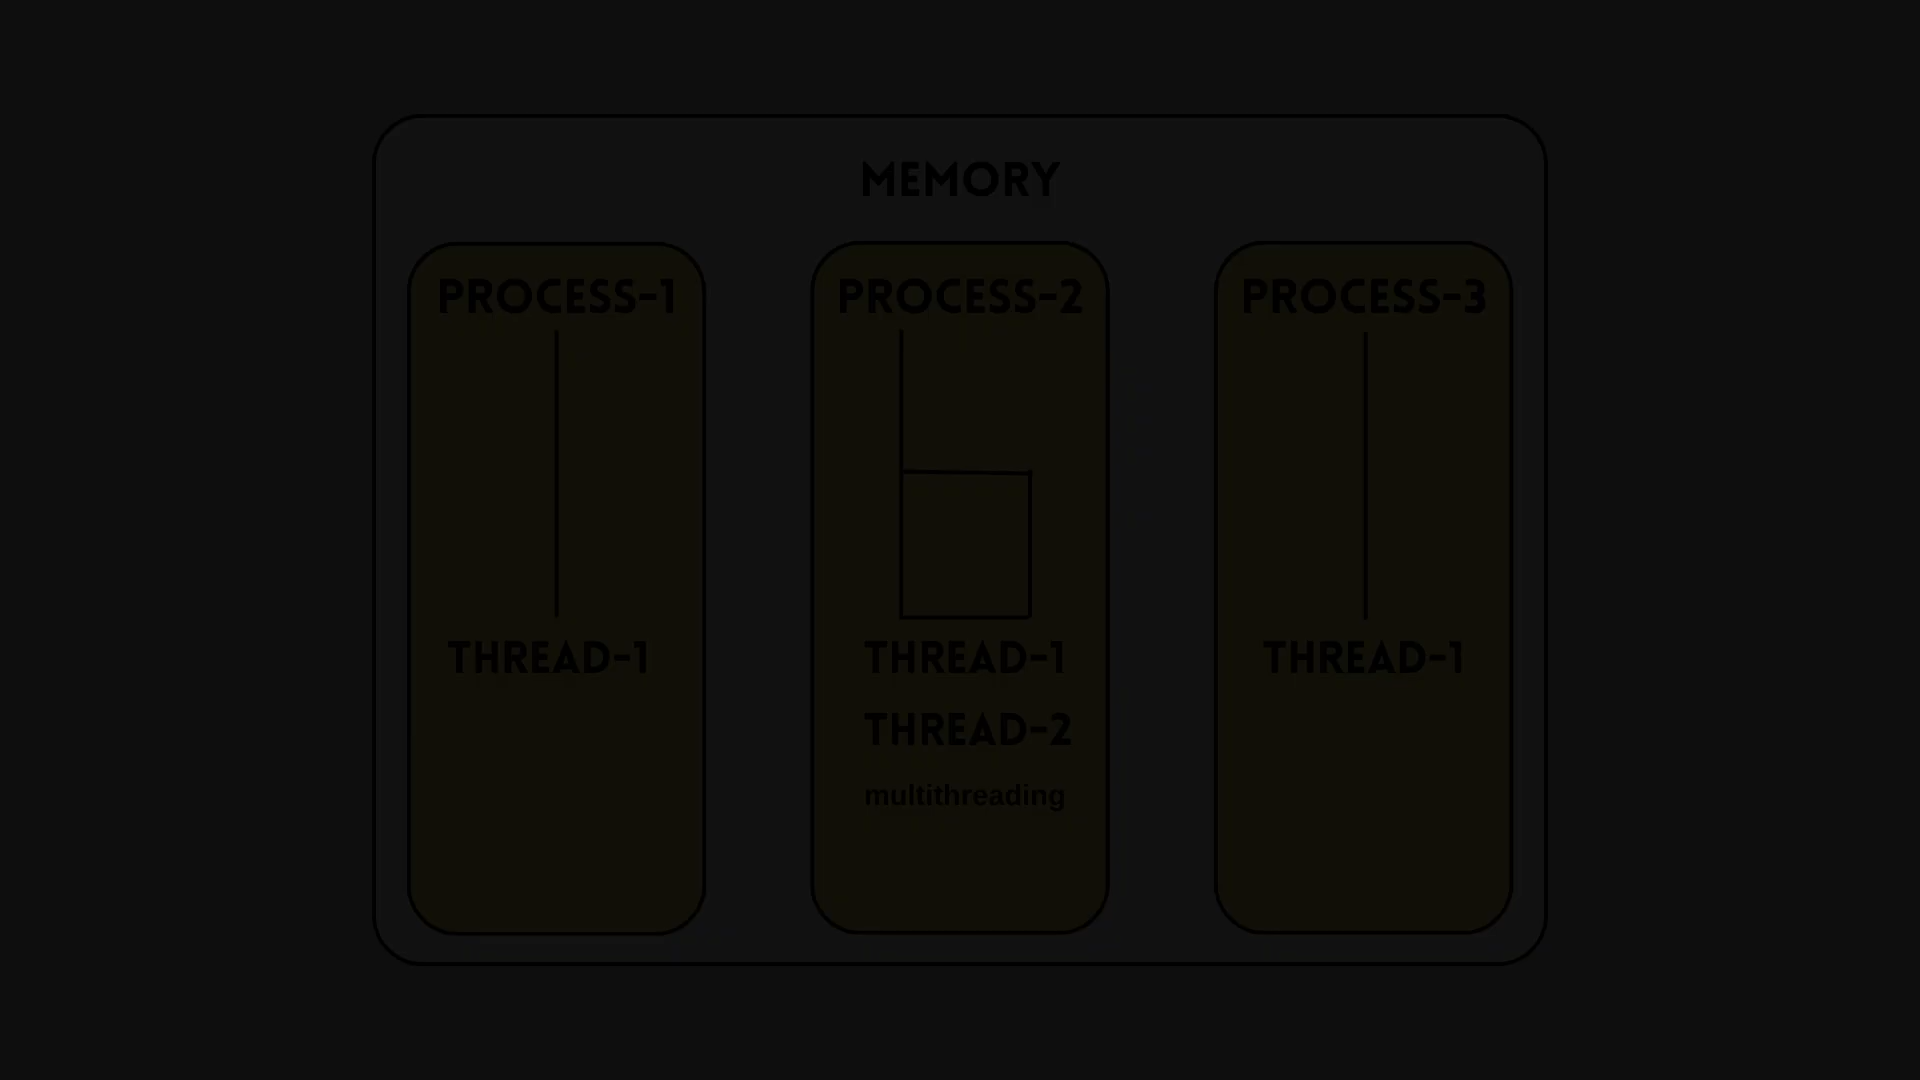 MEMORY
PROCESS-1
THREAD-1
PROCESS-2
THREAD-1
THREAD-2
multithreading
PROCESS-3
THREAD-1